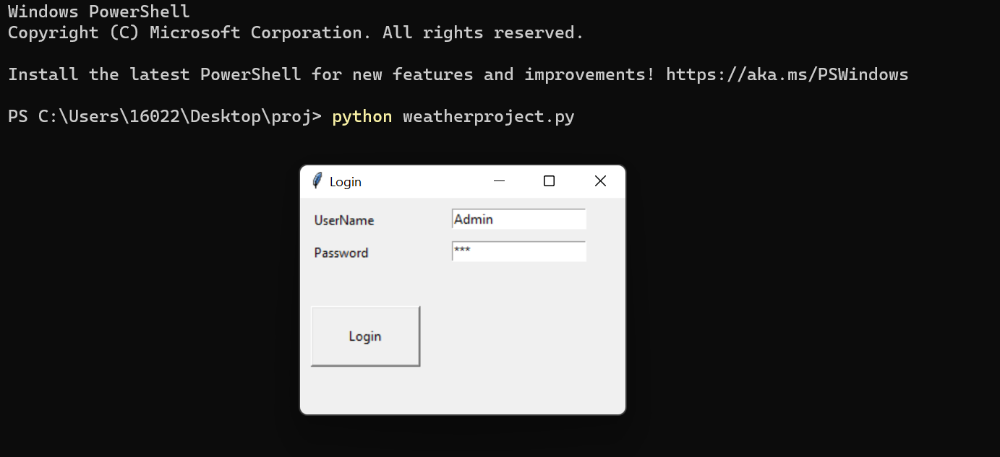 Windows PowerShell
Copyright (C) Microsoft Corporation. All rights reserved.
Install the latest PowerShell for new features and improvements! https://aka.ms/PSWindows
PS C:\Users\16022\Desktop\proj> python weatherproject.py
Login
UserName Admin
Password ***
Login